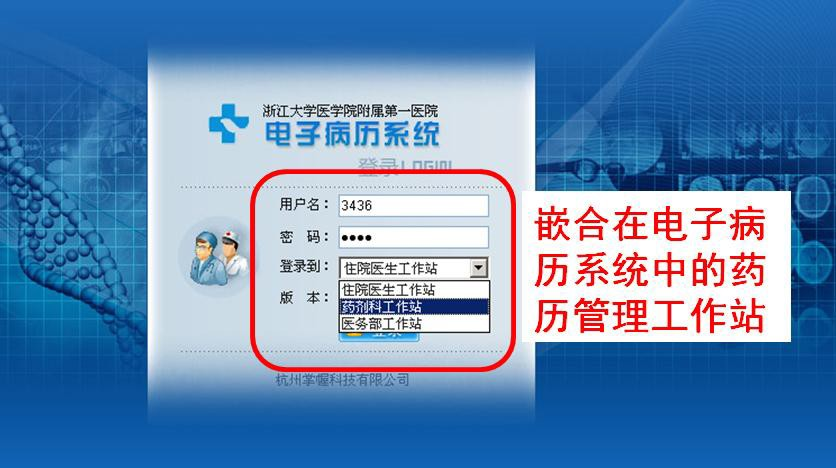 浙江大学医学院附属第一医院
电子病历系统
登录LOGIN
用户名：3436
密 码：●●●●
登录到：住院医生工作站
住院医生工作站
版 本：药剂科工作站
医务部工作站
登录
杭州掌握科技有限公司
嵌合在电子病
历系统中的药
历管理工作站